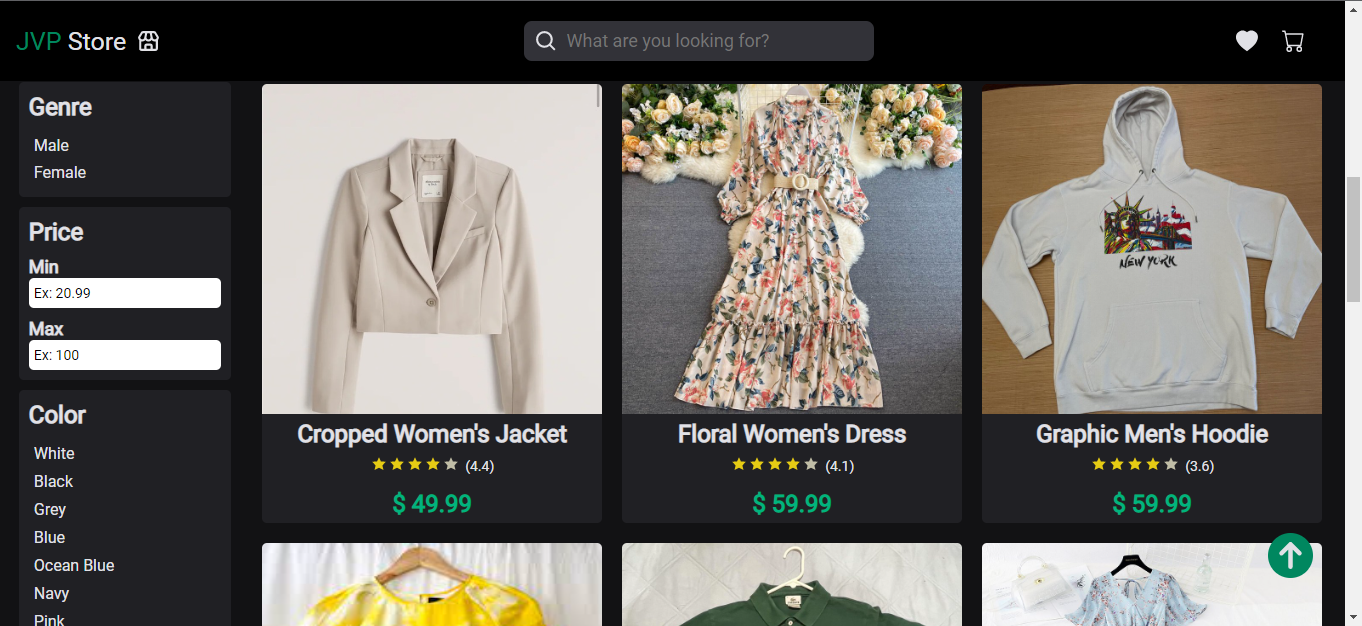 JVP Store
What are you looking for?
Genre
Male
Female
Price
Min
Ex: 20.99
Max
Ex: 100
Color
White
Black
Grey
Blue
Ocean Blue
Navy
Pink
NEW YORK
Cropped Women's Jacket
(4.4)
$ 49.99
Floral Women's Dress
(4.1)
$ 59.99
Graphic Men's Hoodie
(3.6)
$ 59.99